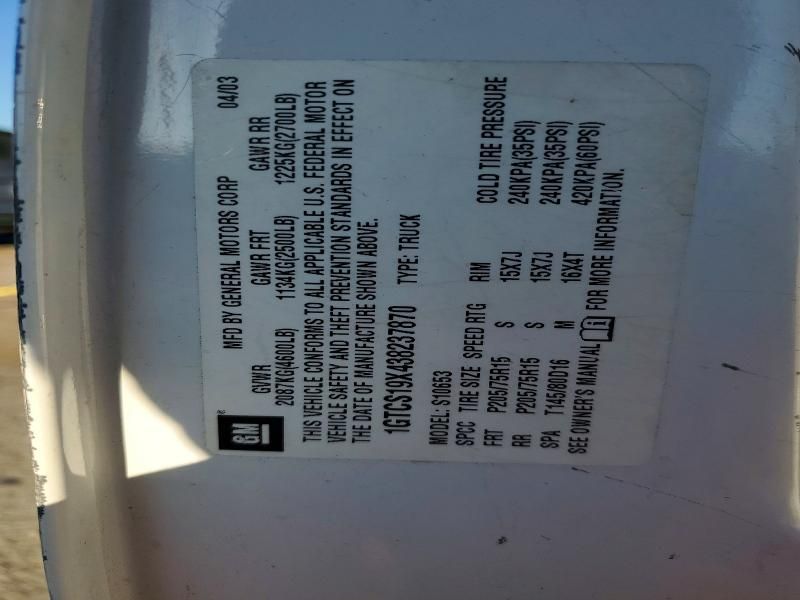 MFD BY GENERAL MOTORS CORP 04/03
GM
GVWR GAWR FRT GAWR RR
2087KG(4600LB) 1134KG(2500LB) 1225KG(2700LB)
THIS VEHICLE CONFORMS TO ALL APPLICABLE U.S. FEDERAL MOTOR
VEHICLE SAFETY AND THEFT PREVENTION STANDARDS IN EFFECT ON
THE DATE OF MANUFACTURE SHOWN ABOVE.
1GTCS19X438237870 TYPE: TRUCK
MODEL: S10653
SPCC TIRE SIZE SPEED RTG RIM COLD TIRE PRESSURE
FRT P205/75R15 S 15X7J 240KPA(35PSI)
RR P205/75R15 S 15X7J 240KPA(35PSI)
SPA T145/80D16 M 16X4T 420KPA(60PSI)
SEE OWNER'S MANUAL FOR MORE INFORMATION.